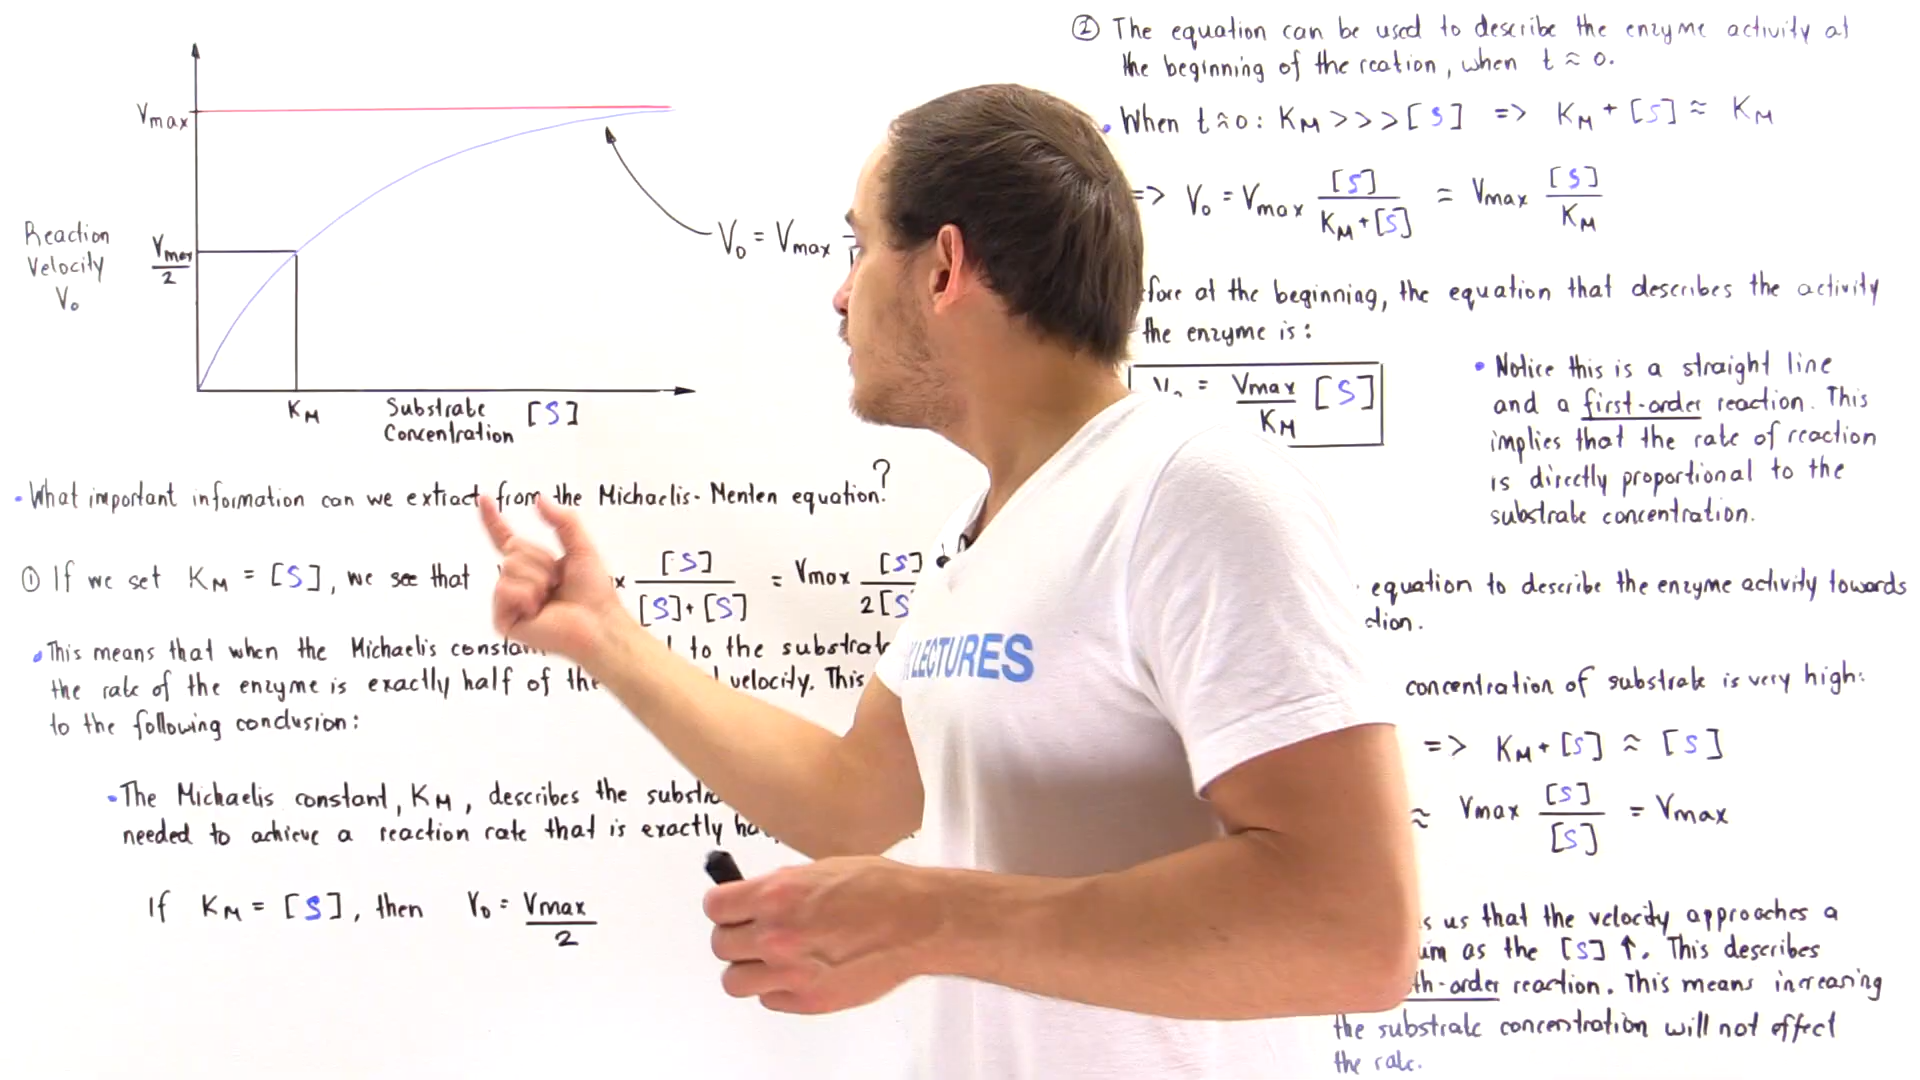 Vmax
Reaction
Velocity
V₀
Vmax/2
KM
Substrate
Concentration [S]
V₀ = Vmax
• What important information can we extract from the Michaelis-Menten equation?
① If we set KM = [S], we see that [S]/[S]+[S] = Vmax [S]/2[S
• This means that when the Michaelis to the
the rate of the enzyme is exactly half of the velocity. This
to the following conclusion:
• The Michaelis constant, KM, describes the
needed to achieve a reaction rate that is exactly
If KM = [S], then V₀ = Vmax/2
② The equation can be used to describe the enzyme activity at
the beginning of the reation, when t ≈ 0.
• When t≈0: KM >>> [S] => KM + [S] ≈ KM
=> V₀ = Vmax [S]/KM+[S] ≈ Vmax [S]/KM
at the beginning, the equation that describes the activity
the enzyme is:
= Vmax/KM [S]
• Notice this is a straight line
and a first-order reaction. This
implies that the rate of reaction
is directly proportional to the
substrate concentration.
equation to describe the enzyme activity towards
concentration of substrate is very high:
=> KM + [S] ≈ [S]
≈ Vmax [S]/[S] = Vmax
us that the velocity approaches a
as the [S] ↑. This describes
th-order reaction. This means increasing
the substrate concentration will not effect
the rate.
LECTURES